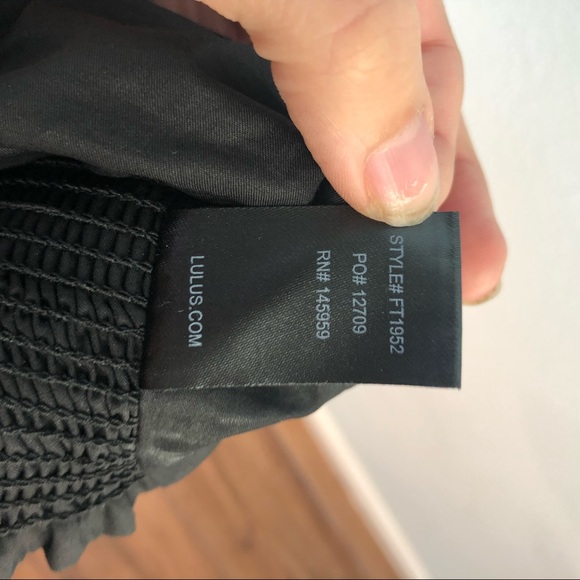 STYLE# FT1952
PO# 12709
RN# 145959
LULUS.COM